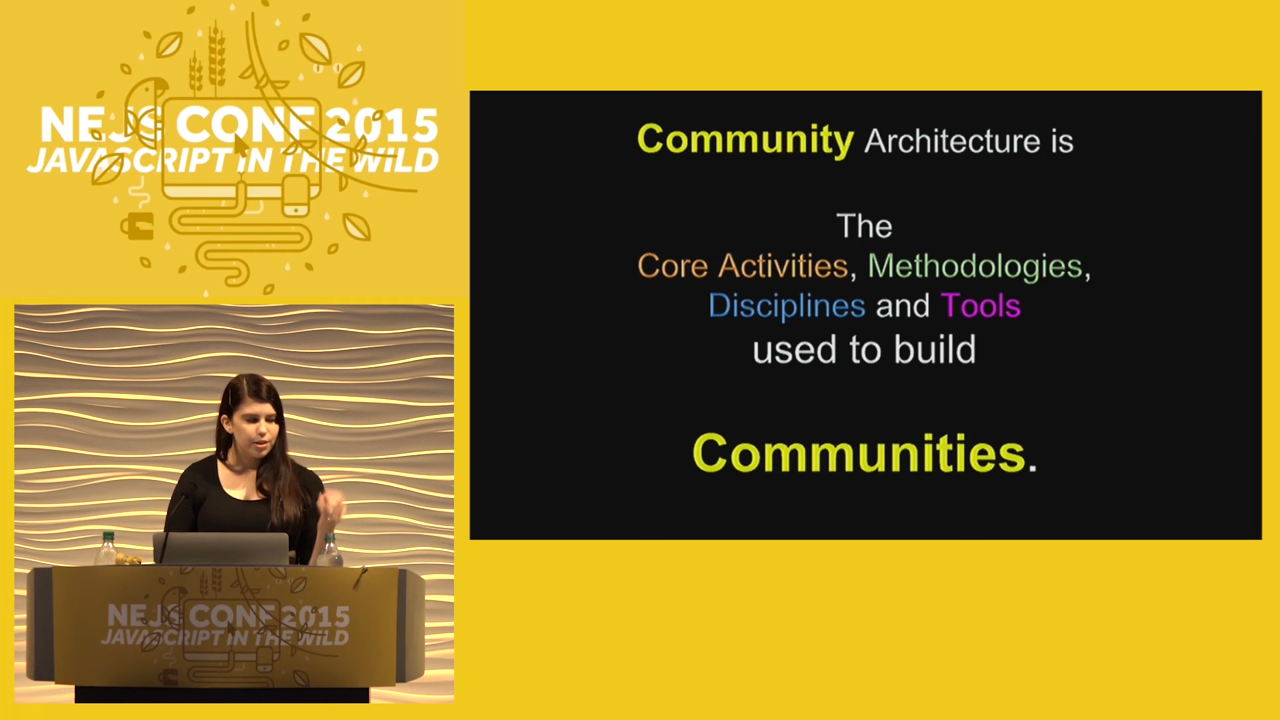 NEJS CONF 2015
JAVASCRIPT IN THE WILD
Community Architecture is
The
Core Activities, Methodologies,
Disciplines and Tools
used to build
Communities.
NEJS CONF 2015
JAVASCRIPT IN THE WILD